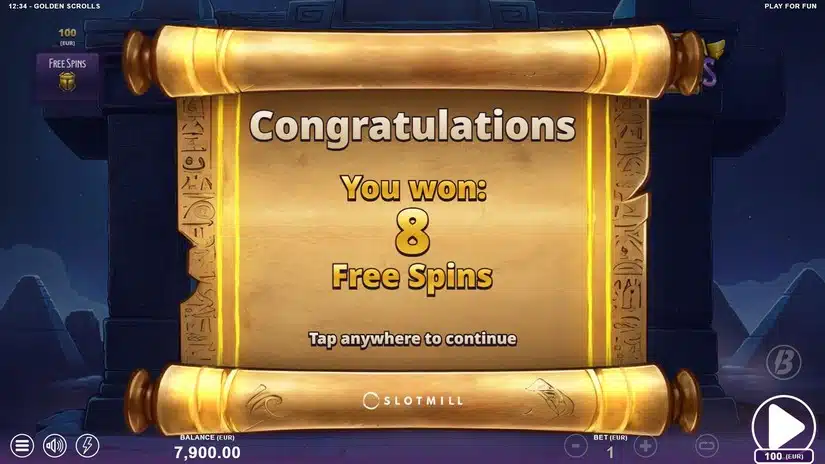 12:34 - GOLDEN SCROLLS
PLAY FOR FUN
100
(EUR)
FREE SPINS
Congratulations
You won:
8
Free Spins
Tap anywhere to continue
SLOTMILL
BALANCE (EUR)
7,900.00
BET (EUR)
1
B
100 (EUR)